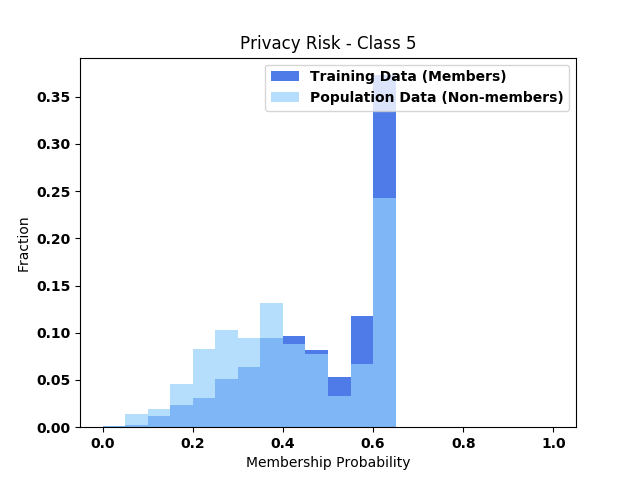 Privacy Risk - Class 5
Training Data (Members)
Population Data (Non-members)
0.35
0.30
0.25
0.20
0.15
0.10
0.05
0.00
Fraction
0.0 0.2 0.4 0.6 0.8 1.0
Membership Probability